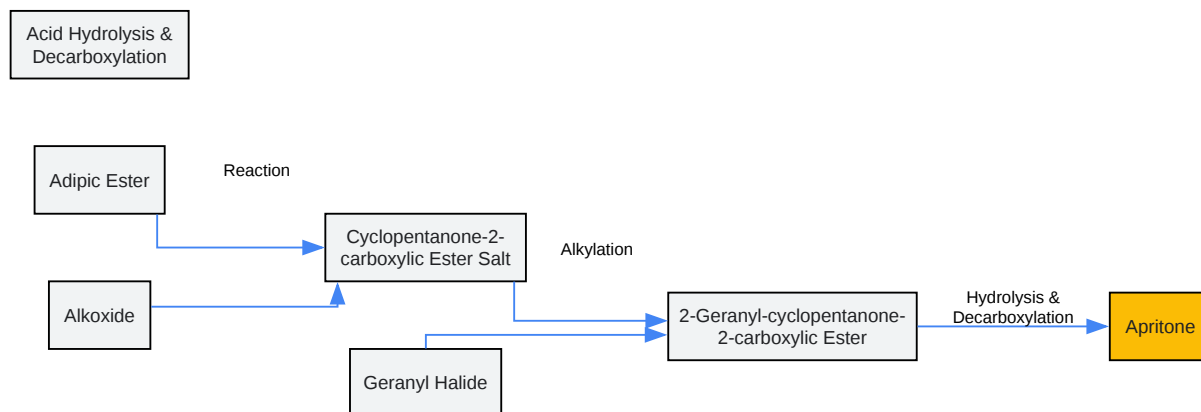 Acid Hydrolysis &
Decarboxylation
Adipic Ester
Reaction
Cyclopentanone-2-
carboxylic Ester Salt
Alkylation
Alkoxide
Geranyl Halide
2-Geranyl-cyclopentanone-
2-carboxylic Ester
Hydrolysis &
Decarboxylation
Apritone